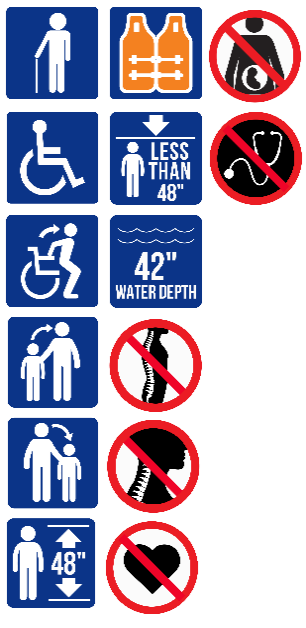 LESS
THAN
48"
42"
WATER DEPTH
48"